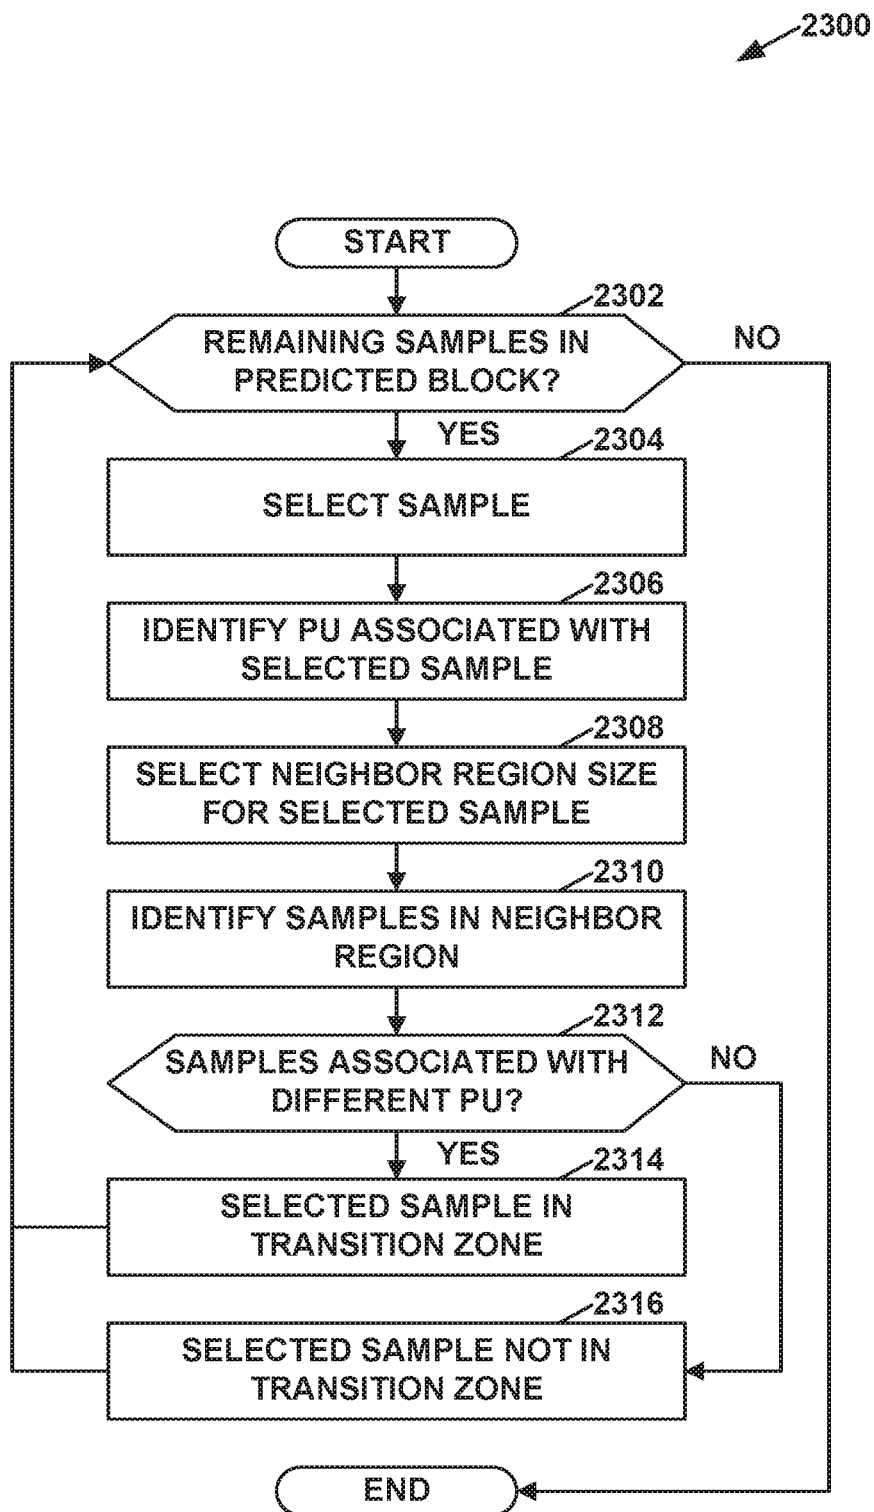 2300
START
2302
REMAINING SAMPLES IN
PREDICTED BLOCK?
NO
YES
2304
SELECT SAMPLE
2306
IDENTIFY PU ASSOCIATED WITH
SELECTED SAMPLE
2308
SELECT NEIGHBOR REGION SIZE
FOR SELECTED SAMPLE
2310
IDENTIFY SAMPLES IN NEIGHBOR
REGION
2312
SAMPLES ASSOCIATED WITH
DIFFERENT PU?
NO
YES
2314
SELECTED SAMPLE IN
TRANSITION ZONE
2316
SELECTED SAMPLE NOT IN
TRANSITION ZONE
END